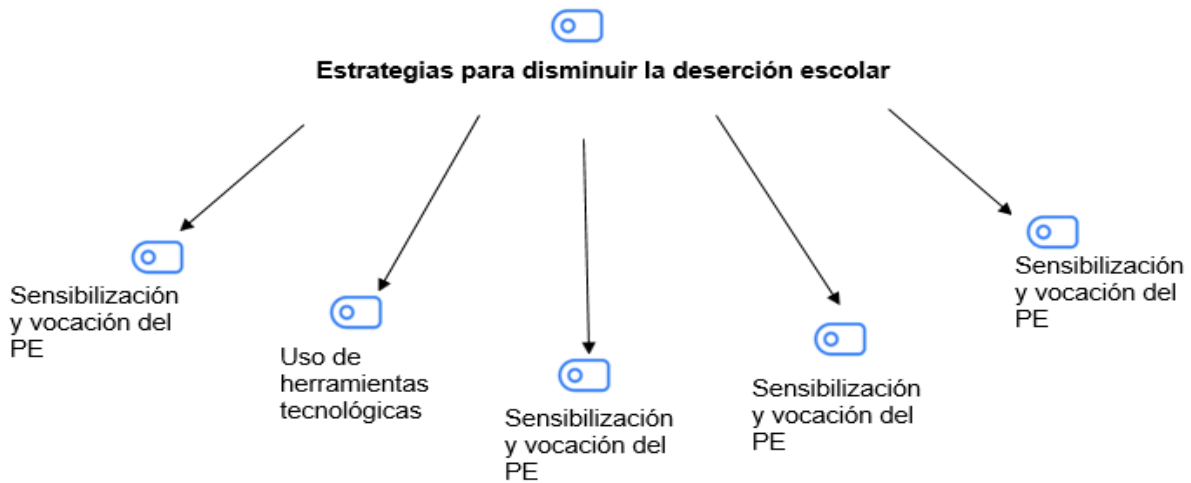 Estrategias para disminuir la deserción escolar
Sensibilización
y vocación del
PE
Uso de
herramientas
tecnológicas
Sensibilización
y vocación del
PE
Sensibilización
y vocación del
PE
Sensibilización
y vocación del
PE